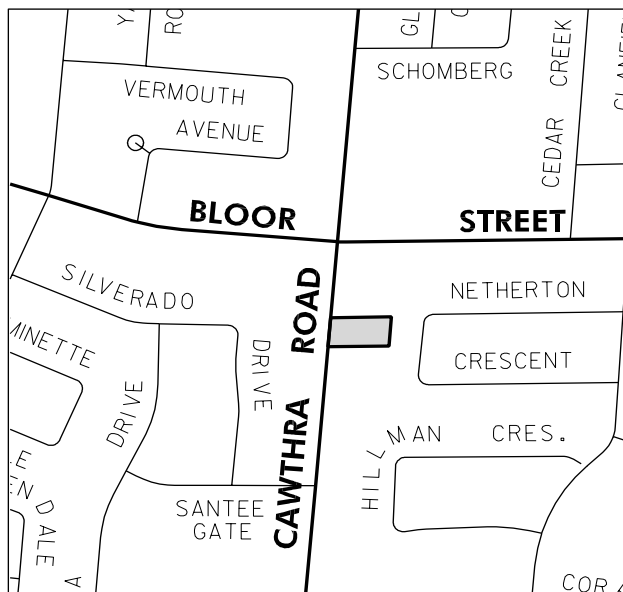 SCHOMBERG
CEDAR CREEK
VERMOUTH
AVENUE
BLOOR STREET
SILVERADO
DRIVE
NETHERTON
CRESCENT
CAWTHRA ROAD
DRIVE
HILLMAN CRES.
SANTEE
GATE